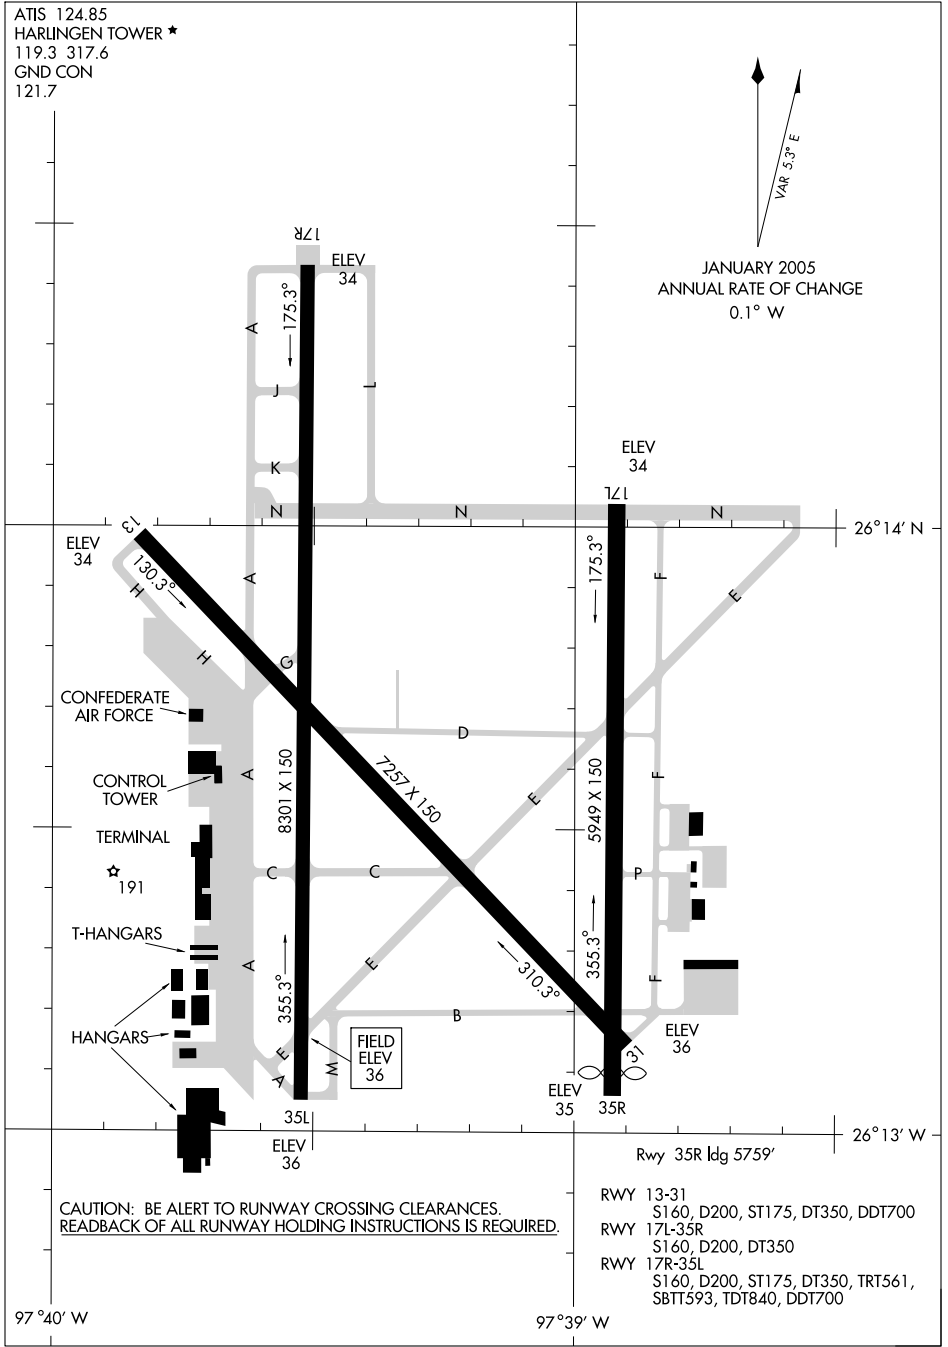 ATIS 124.85
HARLINGEN TOWER ★
119.3 317.6
GND CON
121.7
VAR 5.3° E
JANUARY 2005
ANNUAL RATE OF CHANGE
0.1° W
17R
ELEV
34
175.3°
A
J
L
K
N
N
N
ELEV
34
17L
26°14' N
13
ELEV
34
130.3°
H
H
A
G
175.3°
F
E
CONFEDERATE
AIR FORCE
CONTROL
TOWER
A
8301 X 150
7257 X 150
D
E
5949 X 150
F
TERMINAL
191
C
C
P
T-HANGARS
A
355.3°
E
310.3°
355.3°
F
HANGARS
B
E
A
M
FIELD
ELEV
36
31
ELEV
36
35L
ELEV
36
ELEV
35
35R
26°13' W
Rwy 35R ldg 5759'
CAUTION: BE ALERT TO RUNWAY CROSSING CLEARANCES.
READBACK OF ALL RUNWAY HOLDING INSTRUCTIONS IS REQUIRED.
RWY 13-31
S160, D200, ST175, DT350, DDT700
RWY 17L-35R
S160, D200, DT350
RWY 17R-35L
S160, D200, ST175, DT350, TRT561,
SBTT593, TDT840, DDT700
97°40' W
97°39' W